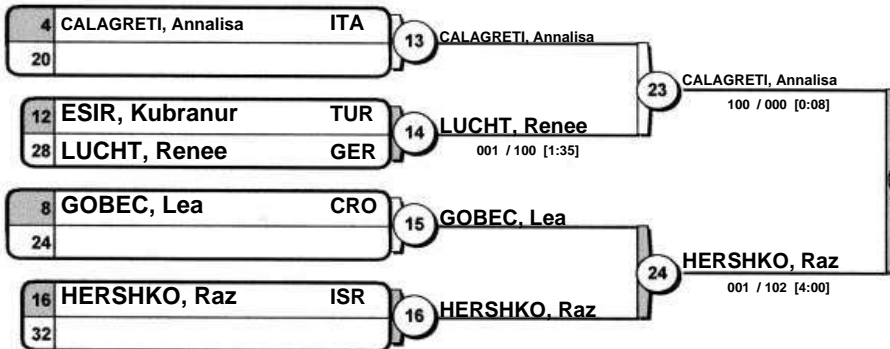 4 CALAGRETI, Annalisa ITA
20
13 CALAGRETI, Annalisa
23 CALAGRETI, Annalisa
100 / 000 [0:08]
12 ESIR, Kubranur TUR
28 LUCHT, Renee GER
14 LUCHT, Renee
001 / 100 [1:35]
8 GOBEC, Lea CRO
24
15 GOBEC, Lea
24 HERSHKO, Raz
001 / 102 [4:00]
16 HERSHKO, Raz ISR
32
16 HERSHKO, Raz